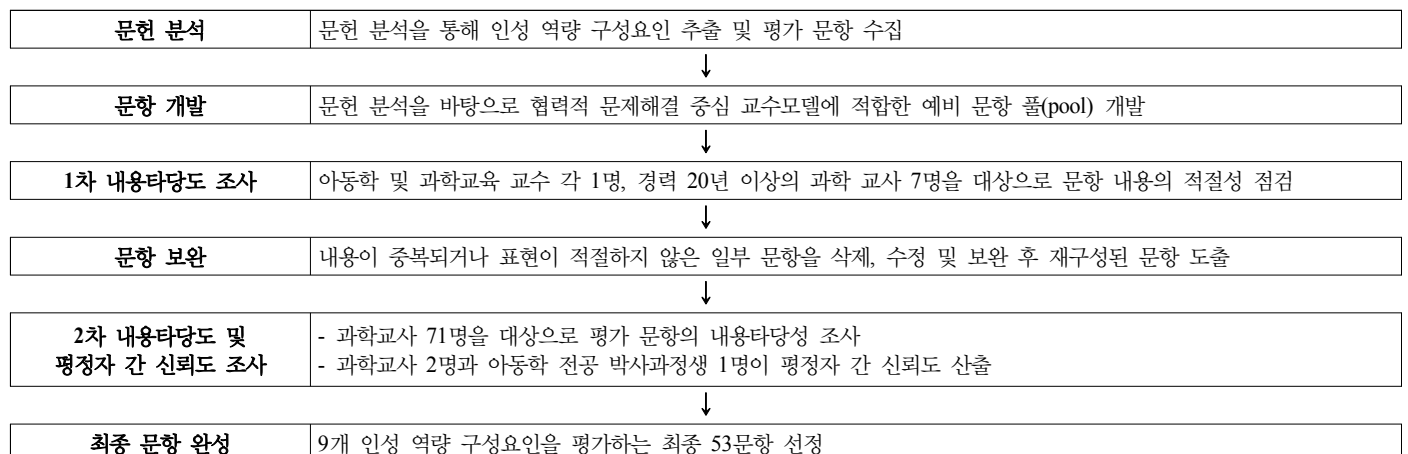 문헌 분석
문헌 분석을 통해 인성 역량 구성요인 추출 및 평가 문항 수집
↓
문항 개발
문헌 분석을 바탕으로 협력적 문제해결 중심 교수모델에 적합한 예비 문항 풀(pool) 개발
↓
1차 내용타당도 조사
아동학 및 과학교육 교수 각 1명, 경력 20년 이상의 과학 교사 7명을 대상으로 문항 내용의 적절성 점검
↓
문항 보완
내용이 중복되거나 표현이 적절하지 않은 일부 문항을 삭제, 수정 및 보완 후 재구성된 문항 도출
↓
2차 내용타당도 및
평정자 간 신뢰도 조사
- 과학교사 71명을 대상으로 평가 문항의 내용타당성 조사
- 과학교사 2명과 아동학 전공 박사과정생 1명이 평정자 간 신뢰도 산출
↓
최종 문항 완성
9개 인성 역량 구성요인을 평가하는 최종 53문항 선정